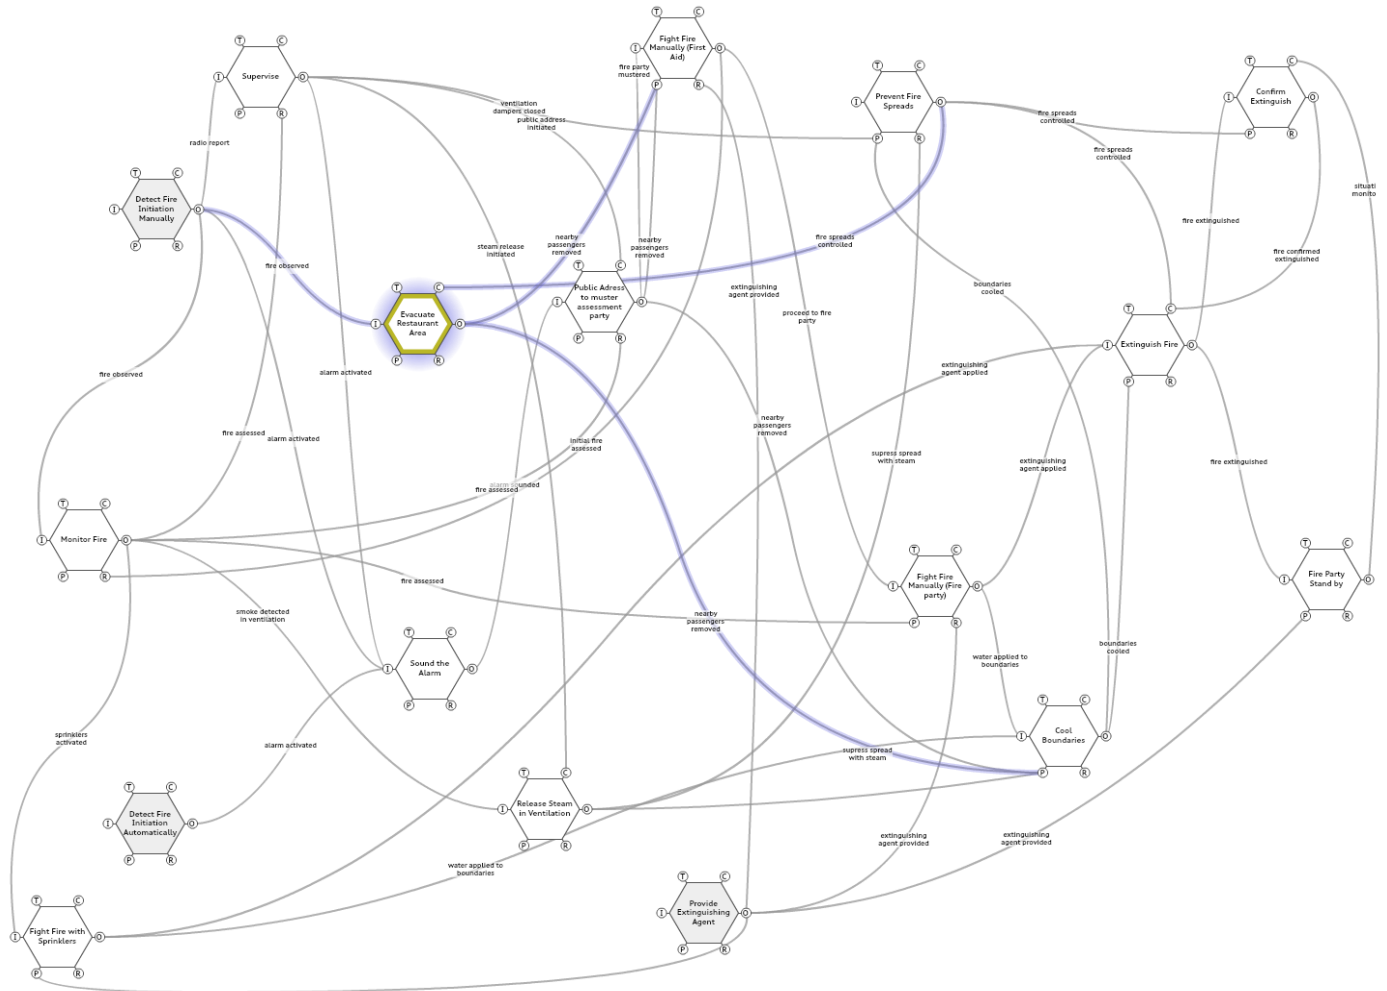 Fight Fire
Manually (First
Aid)
Supervise
Prevent Fire
Spreads
Confirm
Extinguish
fire party
mustered
ventilation
dampers closed
public address
initiated
radio report
fire spreads
controlled
fire spreads
controlled
situati
monito
Detect Fire
Initiation
Manually
fire extinguished
nearby
passengers
removed
nearby
passengers
removed
steam release
initiated
fire spreads
controlled
fire confirmed
extinguished
fire observed
boundaries
cooled
extinguishing
agent provided
Public Adress
to muster
assessment
party
Evacuate
Restaurant
Area
proceed to fire
party
Extinguish Fire
fire observed
alarm activated
extinguishing
agent applied
nearby
passengers
removed
fire assessed
alarm activated
initial fire
assessed
supress spread
with steam
extinguishing
agent applied
fire extinguished
alarm sounded
fire assessed
Monitor Fire
fire assessed
Fight Fire
Manually (Fire
party)
Fire Party
Stand by
smoke detected
in ventilation
nearby
passengers
removed
Sound the
Alarm
water applied to
boundaries
boundaries
cooled
sprinklers
activated
alarm activated
supress spread
with steam
Cool
Boundaries
Detect Fire
Initiation
Automatically
Release Steam
in Ventilation
extinguishing
agent provided
extinguishing
agent provided
water applied to
boundaries
Provide
Extinguishing
Agent
Fight Fire with
Sprinklers